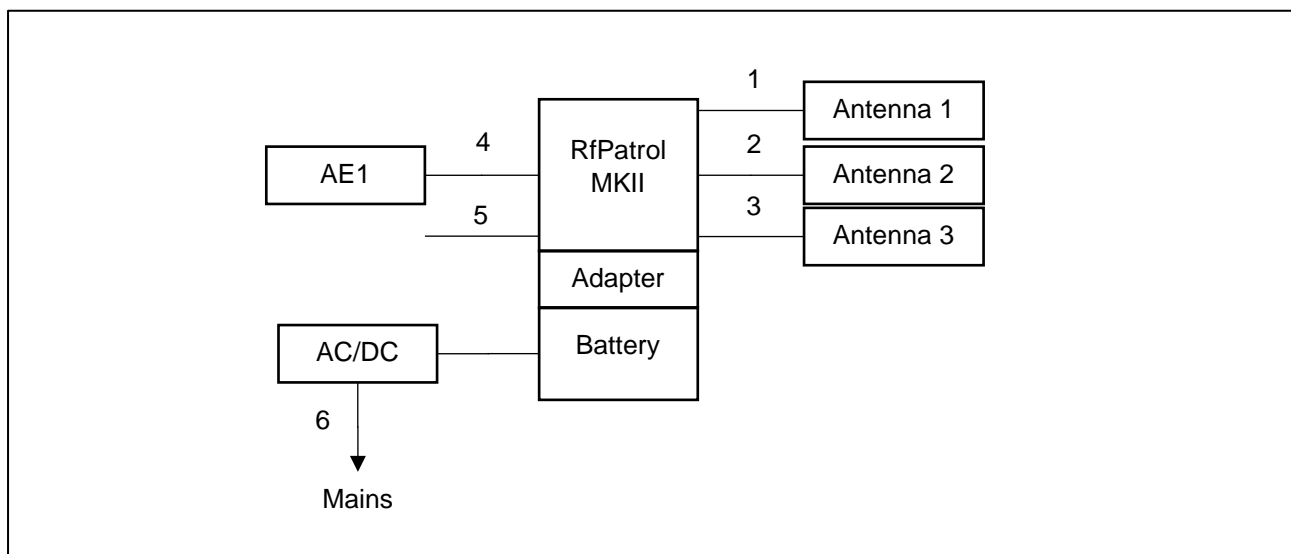 1
Antenna 1
4
RfPatrol
MKII
2
AE1
Antenna 2
5
3
Antenna 3
Adapter
AC/DC
Battery
6
Mains